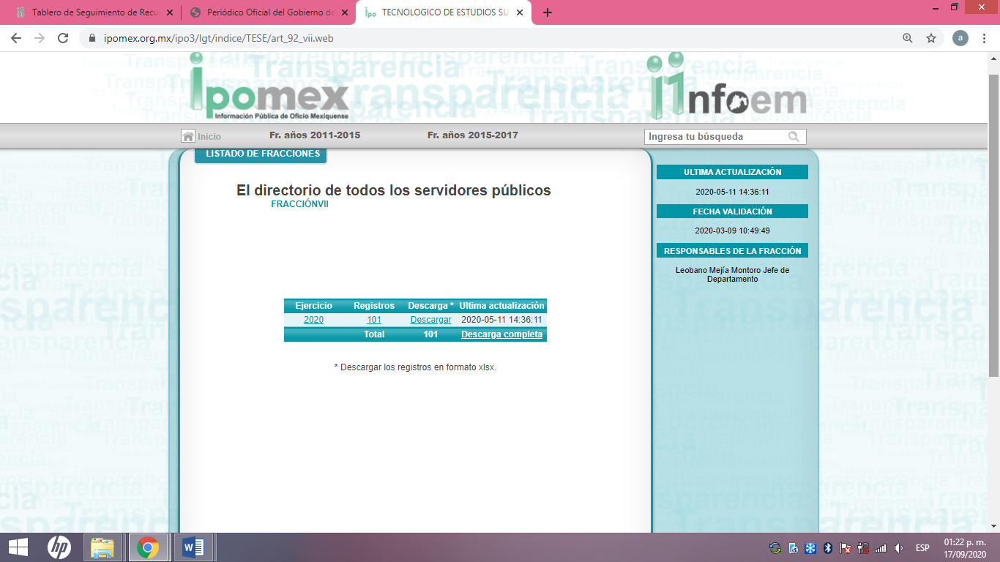 Tablero de Seguimiento de Recu
Periódico Oficial del Gobierno de
ipo TECNOLOGICO DE ESTUDIOS SU
ipomex.org.mx/ipo3/lgt/indice/TESE/art_92_vii.web
a
Transparencia
ipomex
Información Pública de Oficio Mexiquense
infoem
Inicio
Fr. años 2011-2015
Fr. años 2015-2017
Ingresa tu búsqueda
LISTADO DE FRACCIONES
El directorio de todos los servidores públicos
FRACCIÓNVII
Ejercicio Registros Descarga * Ultima actualización
2020 101 Descargar 2020-05-11 14:36:11
Total 101 Descarga completa
* Descargar los registros en formato xlsx.
ULTIMA ACTUALIZACIÓN
2020-05-11 14:36:11
FECHA VALIDACIÓN
2020-03-09 10:49:49
RESPONSABLES DE LA FRACCIÓN
Leobano Mejía Montoro Jefe de
Departamento
hp
W
ESP
01:22 p. m.
17/09/2020